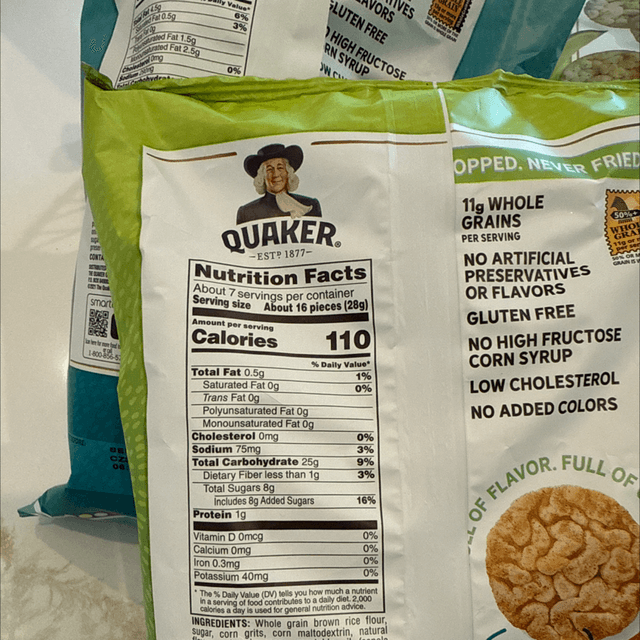 6%
Fat 0.5g 3%
Fat 1.5g
Fat 2.5g
0mg 0%
GLUTEN FREE
HIGH FRUCTOSE
RN SYRUP
QUAKER®
—ESTD 1877—
Nutrition Facts
About 7 servings per container
Serving size About 16 pieces (28g)
Amount per serving
Calories 110
% Daily Value*
Total Fat 0.5g 1%
Saturated Fat 0g 0%
Trans Fat 0g
Polyunsaturated Fat 0g
Monounsaturated Fat 0g
Cholesterol 0mg 0%
Sodium 75mg 3%
Total Carbohydrate 25g 9%
Dietary Fiber less than 1g 3%
Total Sugars 8g
Includes 8g Added Sugars 16%
Protein 1g
Vitamin D 0mcg 0%
Calcium 0mg 0%
Iron 0.3mg 0%
Potassium 40mg 0%
* The % Daily Value (DV) tells you how much a nutrient
in a serving of food contributes to a daily diet. 2,000
calories a day is used for general nutrition advice.
INGREDIENTS: Whole grain brown rice flour,
sugar, corn grits, corn maltodextrin, natural
OPPED, NEVER FRIED
11g WHOLE
GRAINS
PER SERVING
NO ARTIFICIAL
PRESERVATIVES
OR FLAVORS
GLUTEN FREE
NO HIGH FRUCTOSE
CORN SYRUP
LOW CHOLESTEROL
NO ADDED COLORS
50%
WHOL
GRA
OF FLAVOR. FULL OF
smart